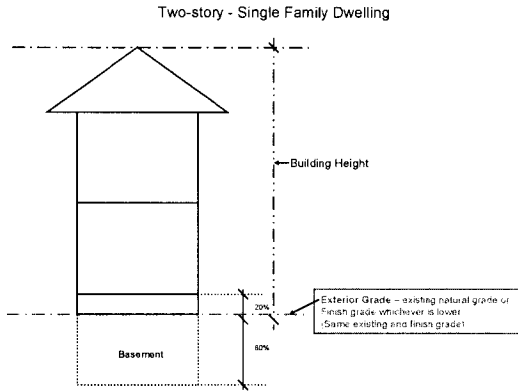 Two-story - Single Family Dwelling
Building Height
20%
Exterior Grade – existing natural grade or
Finish grade whichever is lower
(Same existing and finish grade)
Basement
80%